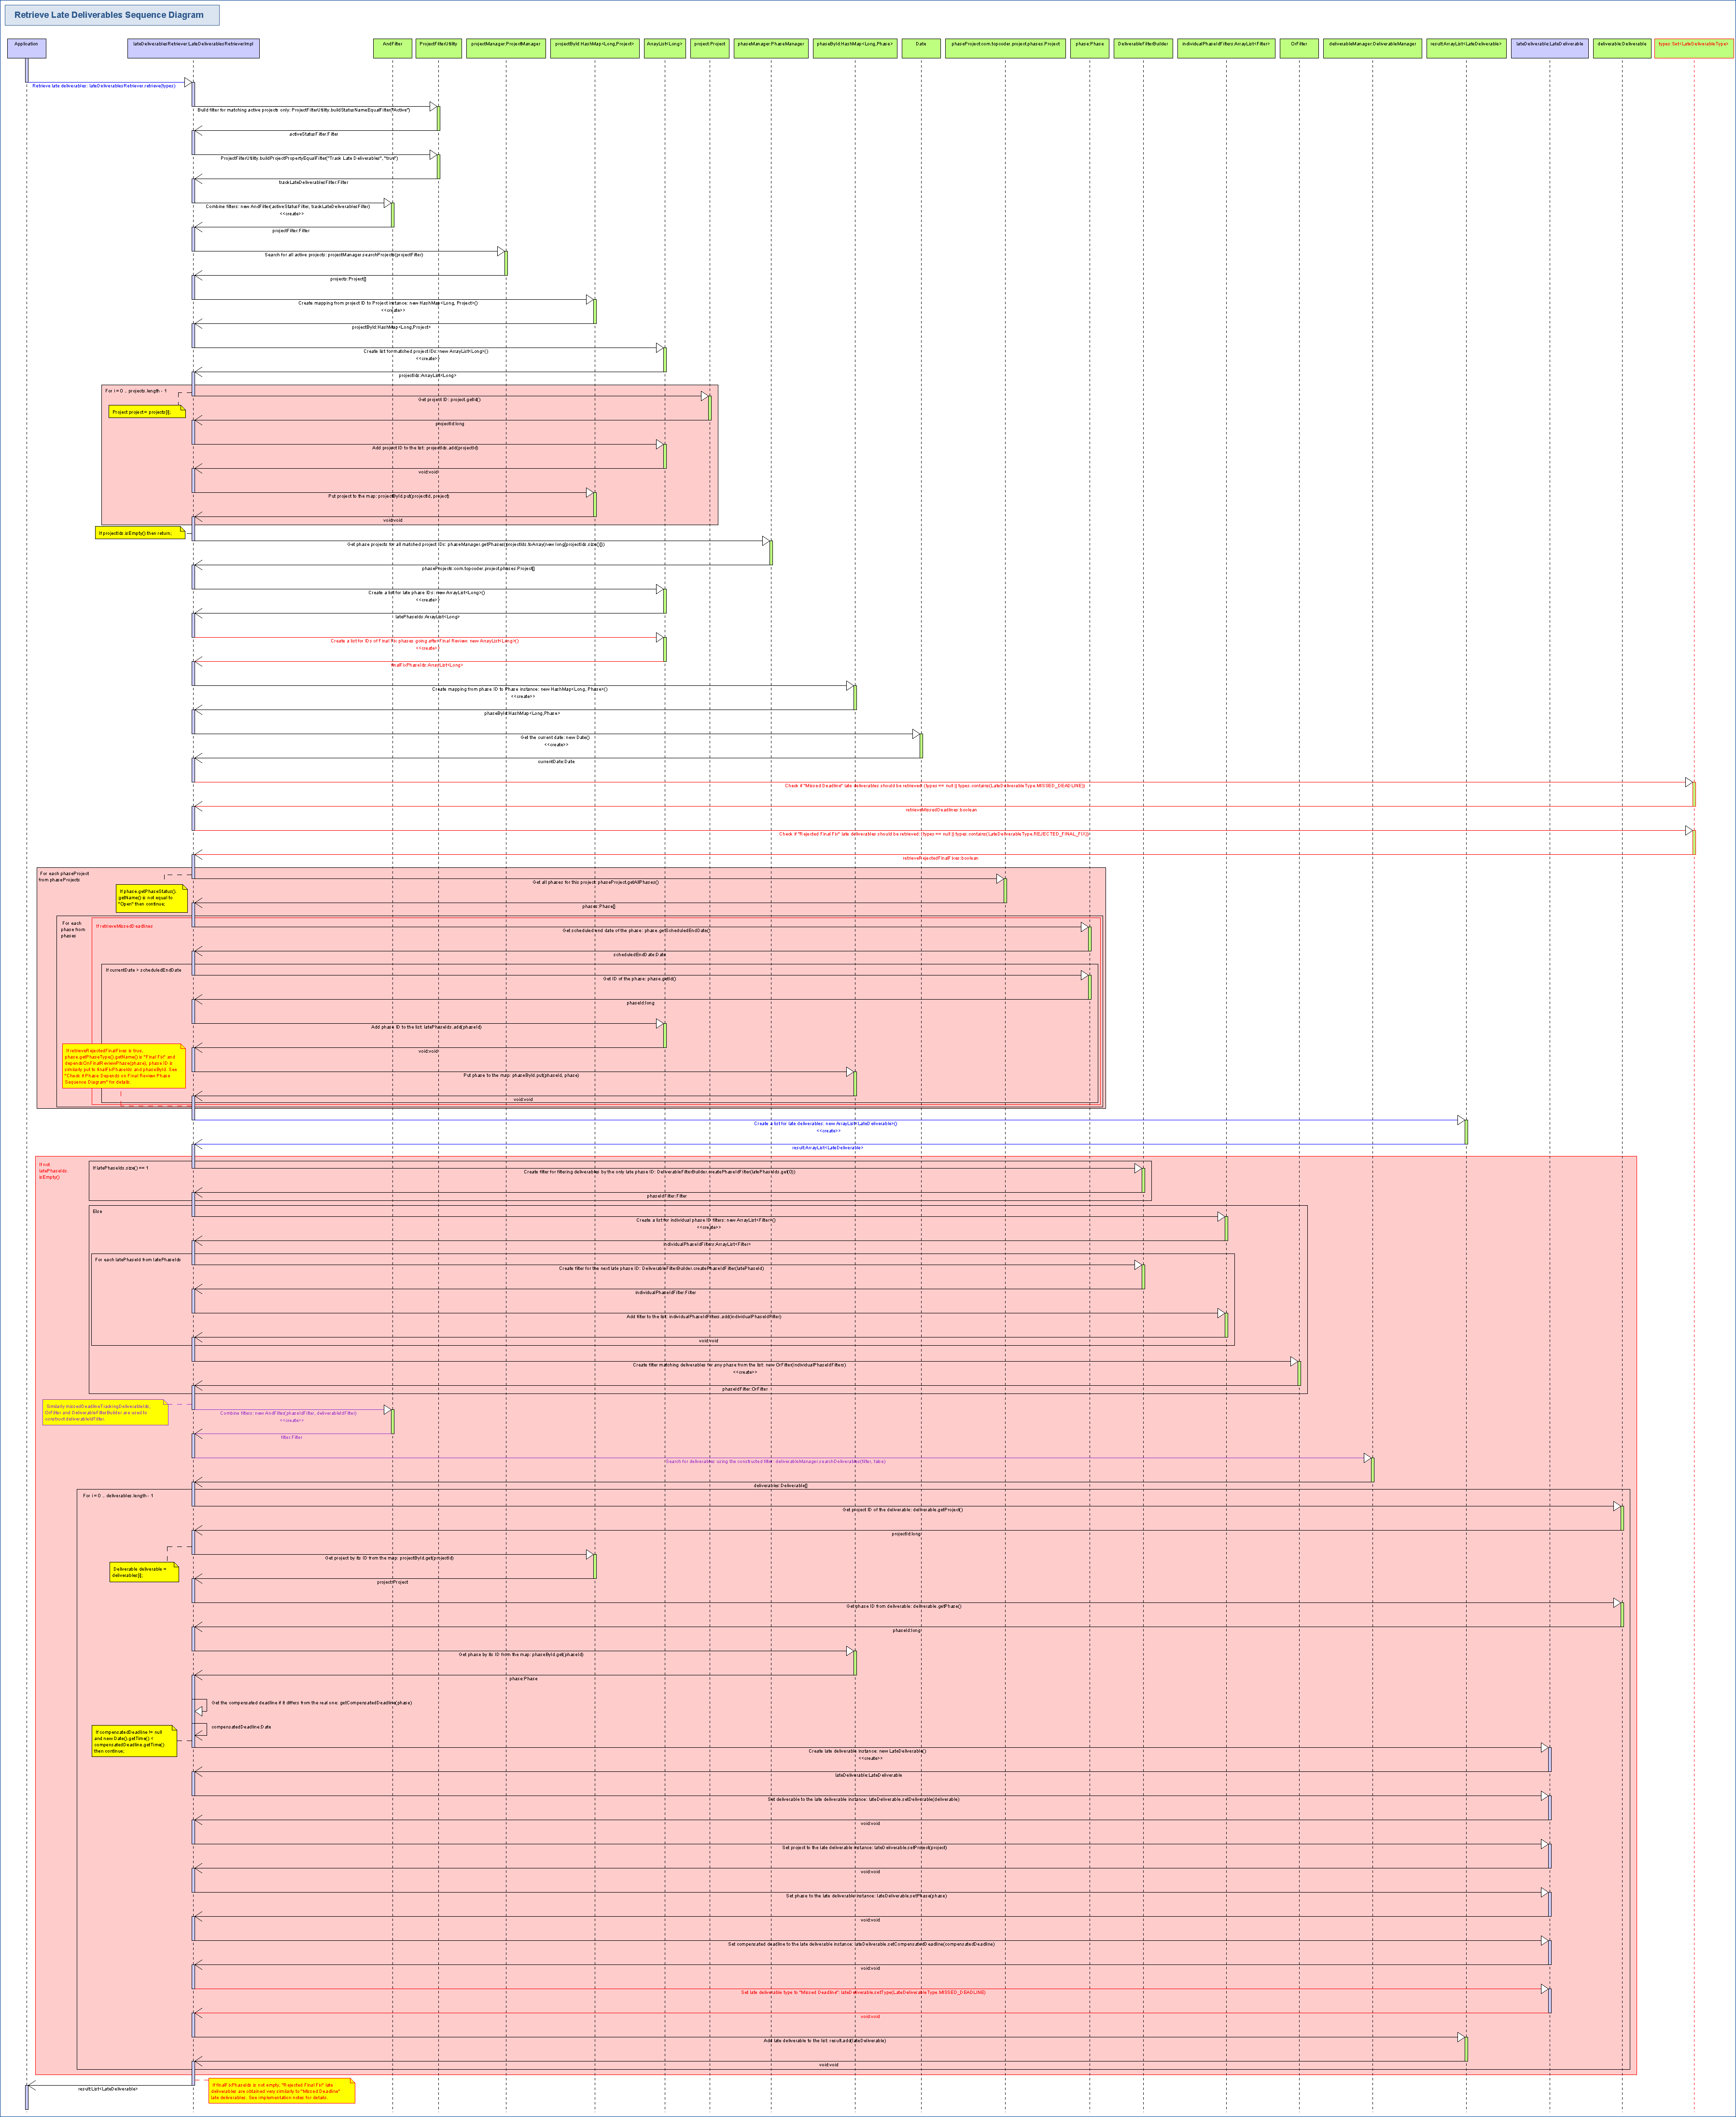 Retrieve Late Deliverables Sequence Diagram
Application
lateDeliverablesRetriever:LateDeliverablesRetrieverImpl
AndFilter
ProjectFilterUtility
projectManager:ProjectManager
projectById:HashMap<Long,Project>
ArrayList<Long>
project:Project
phaseManager:PhaseManager
phaseById:HashMap<Long,Phase>
Date
phaseProject:com.topcoder.project.phases.Project
phase:Phase
DeliverableFilterBuilder
individualPhaseIdFilters:ArrayList<Filter>
OrFilter
deliverableManager:DeliverableManager
result:ArrayList<LateDeliverable>
lateDeliverable:LateDeliverable
deliverable:Deliverable
types:Set<LateDeliverableType>
Retrieve late deliverables: lateDeliverablesRetriever.retrieve(types)
Build filter for matching active projects only: ProjectFilterUtility.buildStatusNameEqualFilter("Active")
activeStatusFilter:Filter
ProjectFilterUtility.buildProjectPropertyEqualFilter("Track Late Deliverables", "true")
trackLateDeliverablesFilter:Filter
Combine filters: new AndFilter(activeStatusFilter, trackLateDeliverablesFilter)
<<create>>
projectFilter:Filter
Search for all active projects: projectManager.searchProjects(projectFilter)
projects:Project[]
Create mapping from project ID to Project instance: new HashMap<Long, Project>()
<<create>>
projectById:HashMap<Long,Project>
Create list for matched project IDs: new ArrayList<Long>()
<<create>>
projectIds:ArrayList<Long>
For i = 0 .. projects.length - 1
Project project = projects[i];
Get project ID: project.getId()
projectId:long
Add project ID to the list: projectIds.add(projectId)
void:void
Put project to the map: projectById.put(projectId, project)
void:void
If projectIds.isEmpty() then return;
Get phase projects for all matched project IDs: phaseManager.getPhases(projectIds.toArray(new long[projectIds.size()]))
phaseProjects:com.topcoder.project.phases.Project[]
Create a list for late phase IDs: new ArrayList<Long>()
<<create>>
latePhaseIds:ArrayList<Long>
Create a list for IDs of Final Fix phases going after Final Review: new ArrayList<Long>()
<<create>>
finalFixPhaseIds:ArrayList<Long>
Create mapping from phase ID to Phase instance: new HashMap<Long, Phase>()
<<create>>
phaseById:HashMap<Long,Phase>
Get the current date: new Date()
<<create>>
currentDate:Date
Check if "Missed Deadline" late deliverables should be retrieved: (types == null || types.contains(LateDeliverableType.MISSED_DEADLINE))
retrieveMissedDeadlines:boolean
Check if "Rejected Final Fix" late deliverables should be retrieved: (types == null || types.contains(LateDeliverableType.REJECTED_FINAL_FIX))
retrieveRejectedFinalFixes:boolean
For each phaseProject
from phaseProjects
Get all phases for this project: phaseProject.getAllPhases()
If phase.getPhaseStatus().
getName() is not equal to
"Open" then continue;
phases:Phase[]
For each
phase from
phases
If retrieveMissedDeadlines
Get scheduled end date of the phase: phase.getScheduledEndDate()
scheduledEndDate:Date
If currentDate > scheduledEndDate
Get ID of the phase: phase.getId()
phaseId:long
Add phase ID to the list: latePhaseIds.add(phaseId)
void:void
If retrieveRejectedFinalFixes is true,
phase.getPhaseType().getName() is "Final Fix" and
dependsOnFinalReviewPhase(phase), phase ID is
similarly put to finalFixPhaseIds and phaseById. See
"Check If Phase Depends on Final Review Phase
Sequence Diagram" for details.
Put phase to the map: phaseById.put(phaseId, phase)
void:void
Create a list for late deliverables: new ArrayList<LateDeliverable>()
<<create>>
result:ArrayList<LateDeliverable>
If not
latePhaseIds
isEmpty()
If latePhaseIds.size() == 1
Create filter for filtering deliverables by the only late phase ID: DeliverableFilterBuilder.createPhaseIdFilter(latePhaseIds.get(0))
phaseIdFilter:Filter
Else
Create a list for individual phase ID filters: new ArrayList<Filter>()
<<create>>
individualPhaseIdFilters:ArrayList<Filter>
For each latePhaseId from latePhaseIds
Create filter for the next late phase ID: DeliverableFilterBuilder.createPhaseIdFilter(latePhaseId)
individualPhaseIdFilter:Filter
Add filter to the list: individualPhaseIdFilters.add(individualPhaseIdFilter)
void:void
Create filter matching deliverables for any phase from the list: new OrFilter(individualPhaseIdFilters)
<<create>>
phaseIdFilter:OrFilter
Similarly missedDeadlineTrackingDeliverableIds,
OrFilter and DeliverableFilterBuilder are used to
construct deliverableIdFilter.
Combine filters: new AndFilter(phaseIdFilter, deliverableIdFilter)
<<create>>
filter:Filter
Search for deliverables using the constructed filter: deliverableManager.searchDeliverables(filter, false)
deliverables:Deliverable[]
For i = 0 .. deliverables.length - 1
Get project ID of the deliverable: deliverable.getProject()
projectId:long
Deliverable deliverable =
deliverables[i];
Get project by its ID from the map: projectById.get(projectId)
project:Project
Get phase ID from deliverable: deliverable.getPhase()
phaseId:long
Get phase by its ID from the map: phaseById.get(phaseId)
phase:Phase
Get the compensated deadline if it differs from the real one: getCompensatedDeadline(phase)
compensatedDeadline:Date
If compensatedDeadline != null
and new Date().getTime() <
compensatedDeadline.getTime()
then continue;
Create late deliverable instance: new LateDeliverable()
<<create>>
lateDeliverable:LateDeliverable
Set deliverable to the late deliverable instance: lateDeliverable.setDeliverable(deliverable)
void:void
Set project to the late deliverable instance: lateDeliverable.setProject(project)
void:void
Set phase to the late deliverable instance: lateDeliverable.setPhase(phase)
void:void
Set compensated deadline to the late deliverable instance: lateDeliverable.setCompensatedDeadline(compensatedDeadline)
void:void
Set late deliverable type to "Missed Deadline": lateDeliverable.setType(LateDeliverableType.MISSED_DEADLINE)
void:void
Add late deliverable to the list: result.add(lateDeliverable)
void:void
result:List<LateDeliverable>
If finalFixPhaseIds is not empty, "Rejected Final Fix" late
deliverables are obtained very similarly to "Missed Deadline"
late deliverables. See implementation notes for details.